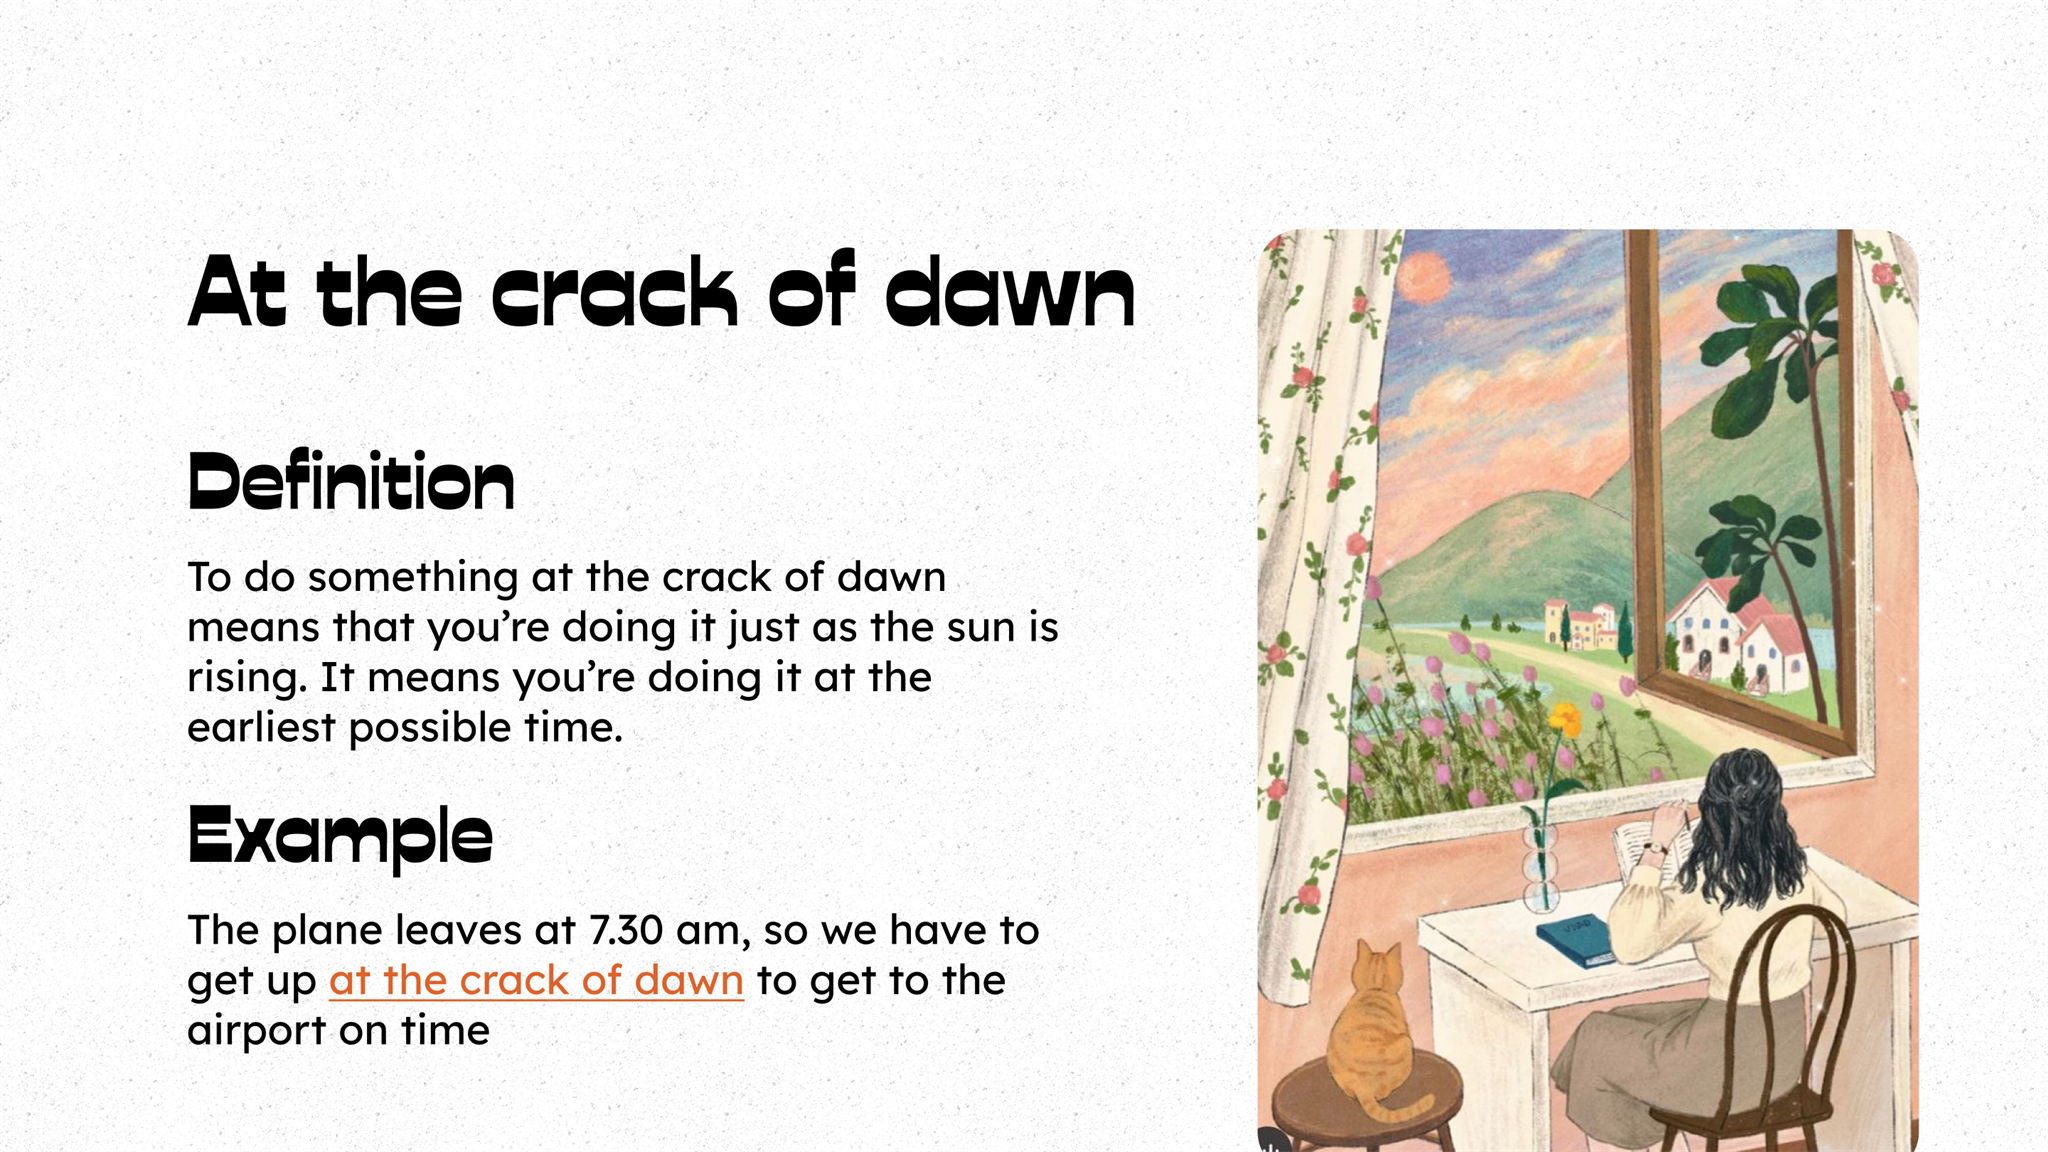 At the crack of dawn
Definition
To do something at the crack of dawn
means that you’re doing it just as the sun is
rising. It means you’re doing it at the
earliest possible time.
Example
The plane leaves at 7.30 am, so we have to
get up at the crack of dawn to get to the
airport on time